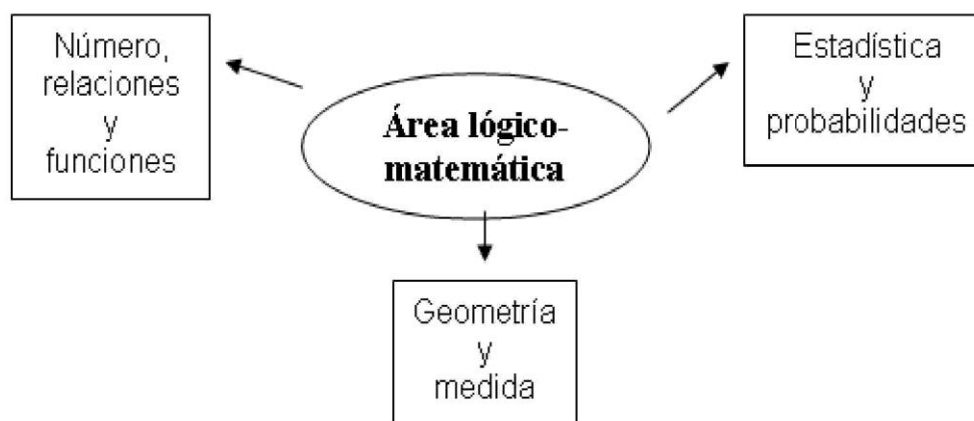 Número,
relaciones
y
funciones
Área lógico-
matemática
Estadística
y
probabilidades
Geometría
y
medida